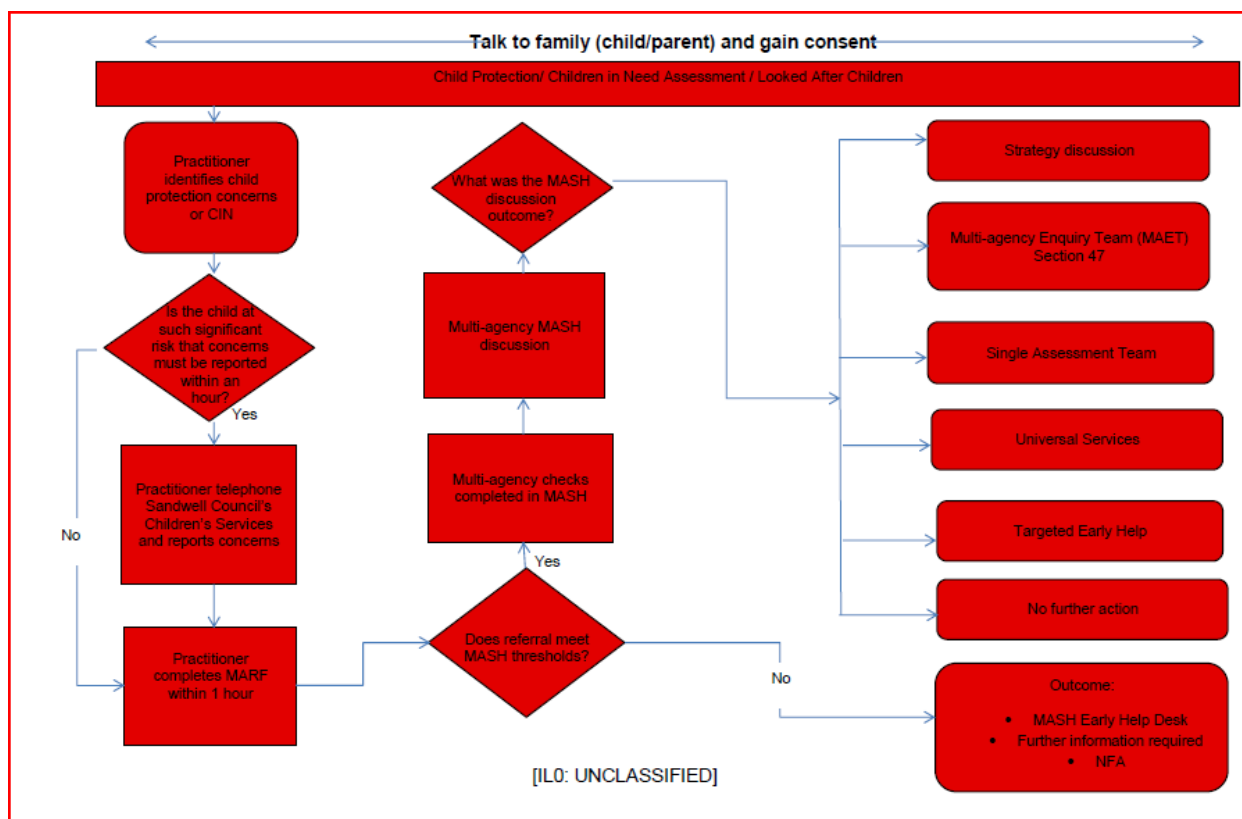 Talk to family (child/parent) and gain consent
Child Protection/ Children in Need Assessment / Looked After Children
Practitioner
identifies child
protection concerns
or CIN
Is the child at
such significant
risk that concerns
must be reported
within an
hour?
Yes
No
Practitioner telephone
Sandwell Council's
Children's Services
and reports concerns
Practitioner
completes MARF
within 1 hour
What was the MASH
discussion
outcome?
Multi-agency MASH
discussion
Multi-agency checks
completed in MASH
Yes
Does referral meet
MASH thresholds?
No
Strategy discussion
Multi-agency Enquiry Team (MAET)
Section 47
Single Assessment Team
Universal Services
Targeted Early Help
No further action
Outcome:
• MASH Early Help Desk
• Further information required
• NFA
[IL0: UNCLASSIFIED]